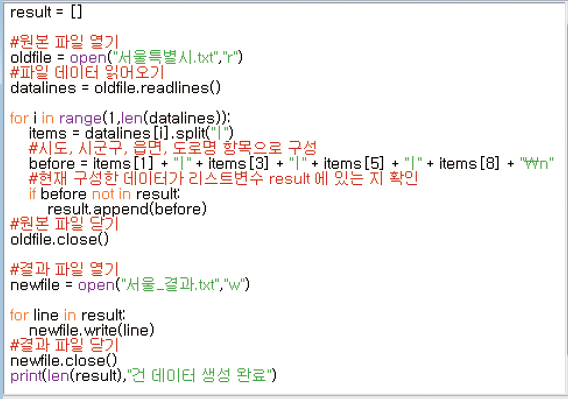 result = []

#원본 파일 열기
oldfile = open("서울특별시.txt","r")
#파일 데이터 읽어오기
datalines = oldfile.readlines()

for i in range(1,len(datalines)):
    items = datalines[i].split("|")
    #시도, 시군구, 읍면, 도로명 항목으로 구성
    before = items[1] + "|" + items[3] + "|" + items[5] + "|" + items[8] + "₩n"
    #현재 구성한 데이터가 리스트변수 result 에 있는 지 확인
    if before not in result:
        result.append(before)
#원본 파일 닫기
oldfile.close()

#결과 파일 열기
newfile = open("서울_결과.txt","w")

for line in result:
    newfile.write(line)
#결과 파일 닫기
newfile.close()
print(len(result),"건 데이터 생성 완료")